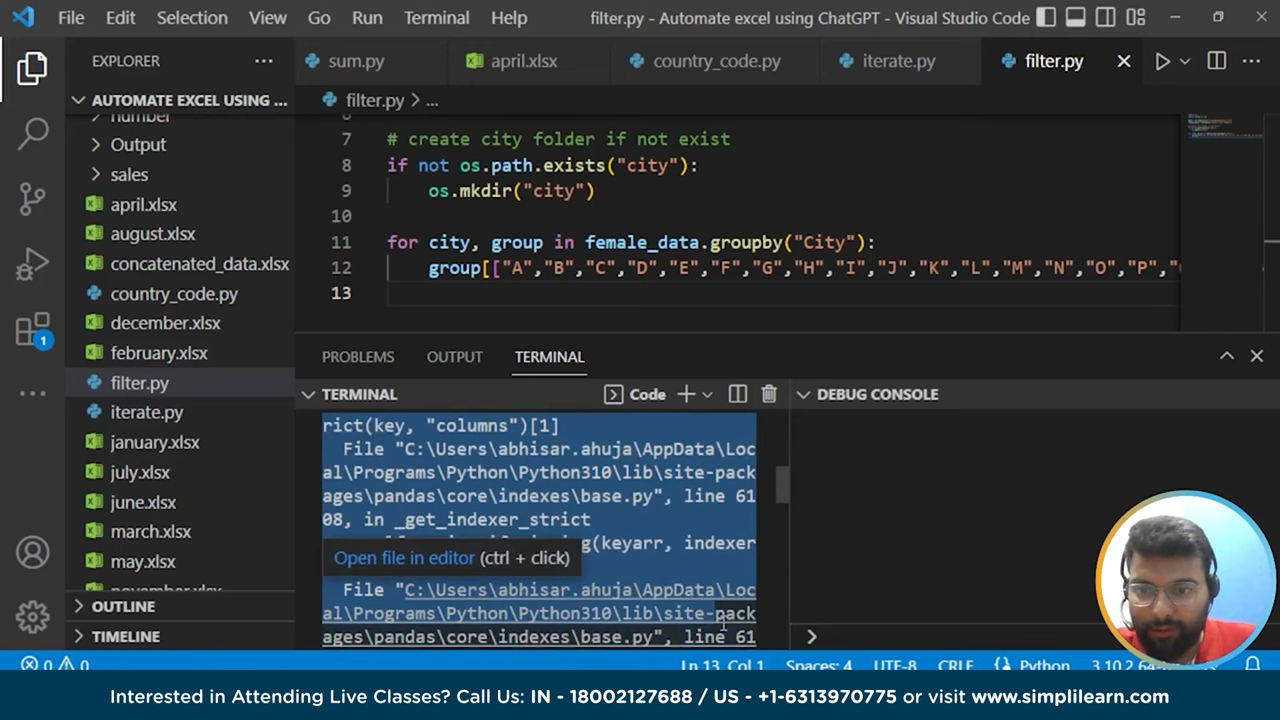 File Edit Selection View Go Run Terminal Help filter.py - Automate excel using ChatGPT - Visual Studio Code
EXPLORER ...
sum.py april.xlsx country_code.py iterate.py filter.py
AUTOMATE EXCEL USING ...
filter.py > ...
number
Output
sales
april.xlsx
august.xlsx
concatenated_data.xlsx
country_code.py
december.xlsx
february.xlsx
filter.py
iterate.py
january.xlsx
july.xlsx
june.xlsx
march.xlsx
may.xlsx
november.xlsx
OUTLINE
TIMELINE
1
6
7 # create city folder if not exist
8 if not os.path.exists("city"):
9 os.mkdir("city")
10
11 for city, group in female_data.groupby("City"):
12 group[["A","B","C","D","E","F","G","H","I","J","K","L","M","N","O","P","
13
PROBLEMS OUTPUT TERMINAL
TERMINAL Code
DEBUG CONSOLE
rict(key, "columns")[1]
File "C:\Users\abhisar.ahuja\AppData\Loc
al\Programs\Python\Python310\lib\site-pack
ages\pandas\core\indexes\base.py", line 61
08, in _get_indexer_strict
(keyarr, indexer
Open file in editor (ctrl + click)
File "C:\Users\abhisar.ahuja\AppData\Loc
al\Programs\Python\Python310\lib\site-pack
ages\pandas\core\indexes\base.py", line 61
0 0 Ln 13, Col 1 Spaces: 4 UTF-8 CRLF Python
Interested in Attending Live Classes? Call Us: IN - 18002127688 / US - +1-6313970775 or visit www.simplilearn.com